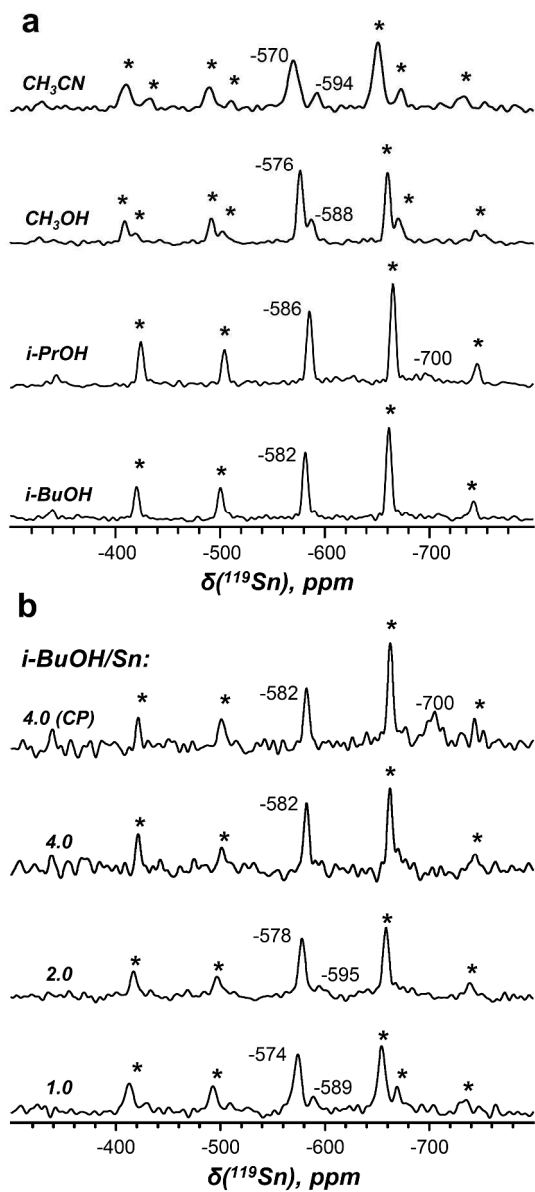 a
* * * * -570 -594 * * *
CH₃CN
* * * * -576 -588 * * *
CH₃OH
* * -586 * -700 *
i-PrOH
* * -582 * *
i-BuOH
-400 -500 -600 -700
δ(¹¹⁹Sn), ppm
b
i-BuOH/Sn:
* * -582 * -700 *
4.0 (CP)
* * -582 * *
4.0
* * -578 -595 * *
2.0
* * -574 -589 * * *
1.0
-400 -500 -600 -700
δ(¹¹⁹Sn), ppm